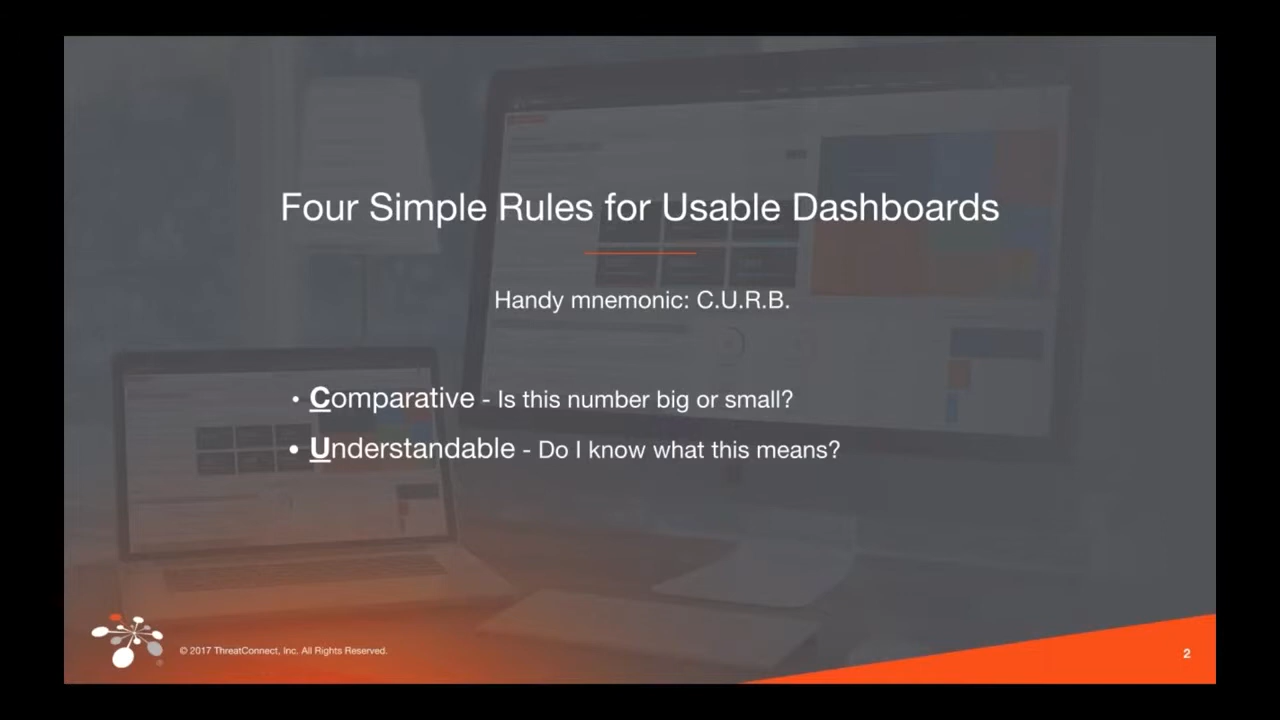 Four Simple Rules for Usable Dashboards
Handy mnemonic: C.U.R.B.
• Comparative - Is this number big or small?
• Understandable - Do I know what this means?
© 2017 ThreatConnect, Inc. All Rights Reserved.
2